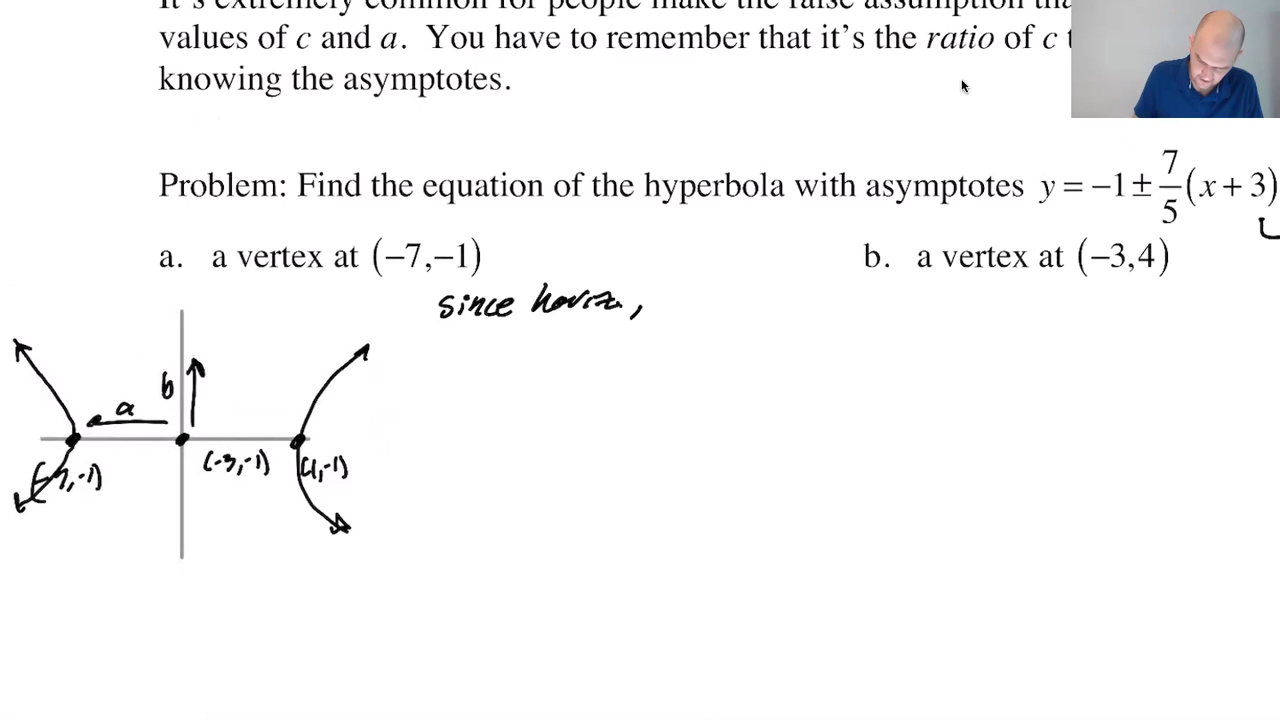 values of c and a. You have to remember that it's the ratio of c
knowing the asymptotes.
Problem: Find the equation of the hyperbola with asymptotes y = −1 ± 7/5 (x + 3)
a. a vertex at (−7,−1)
b. a vertex at (−3,4)
since horiz,
b
a
(-7,-1)
(-3,-1)
(1,-1)